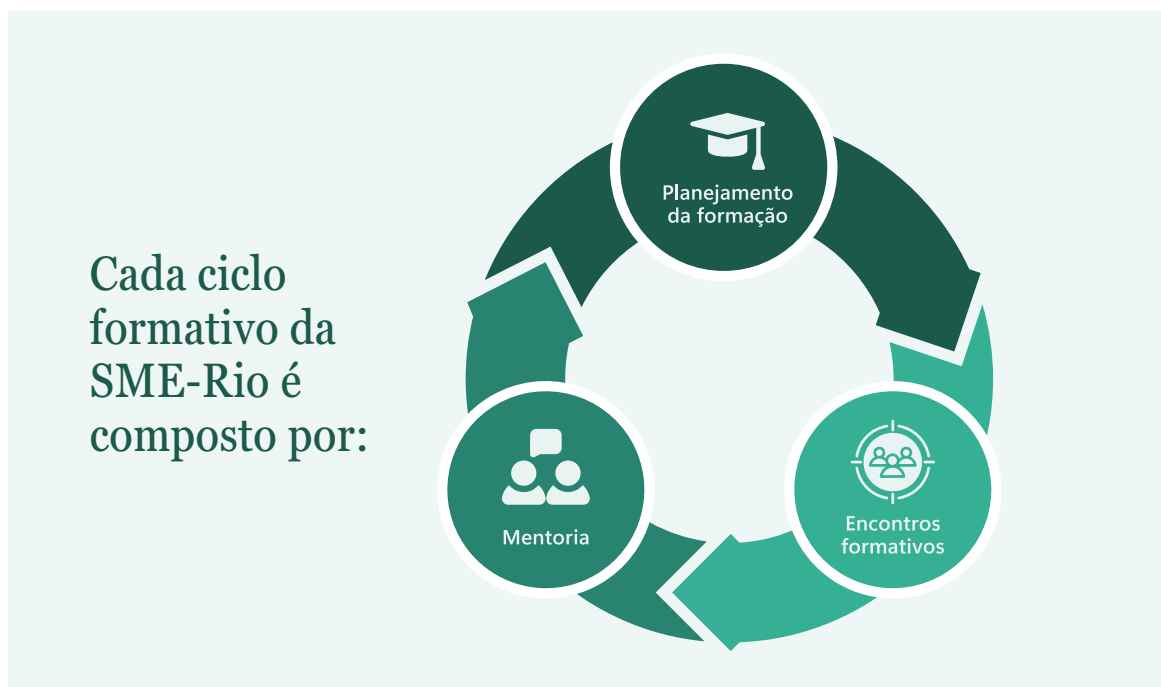 Cada ciclo
formativo da
SME-Rio é
composto por:
Planejamento
da formação
Encontros
formativos
Mentoria